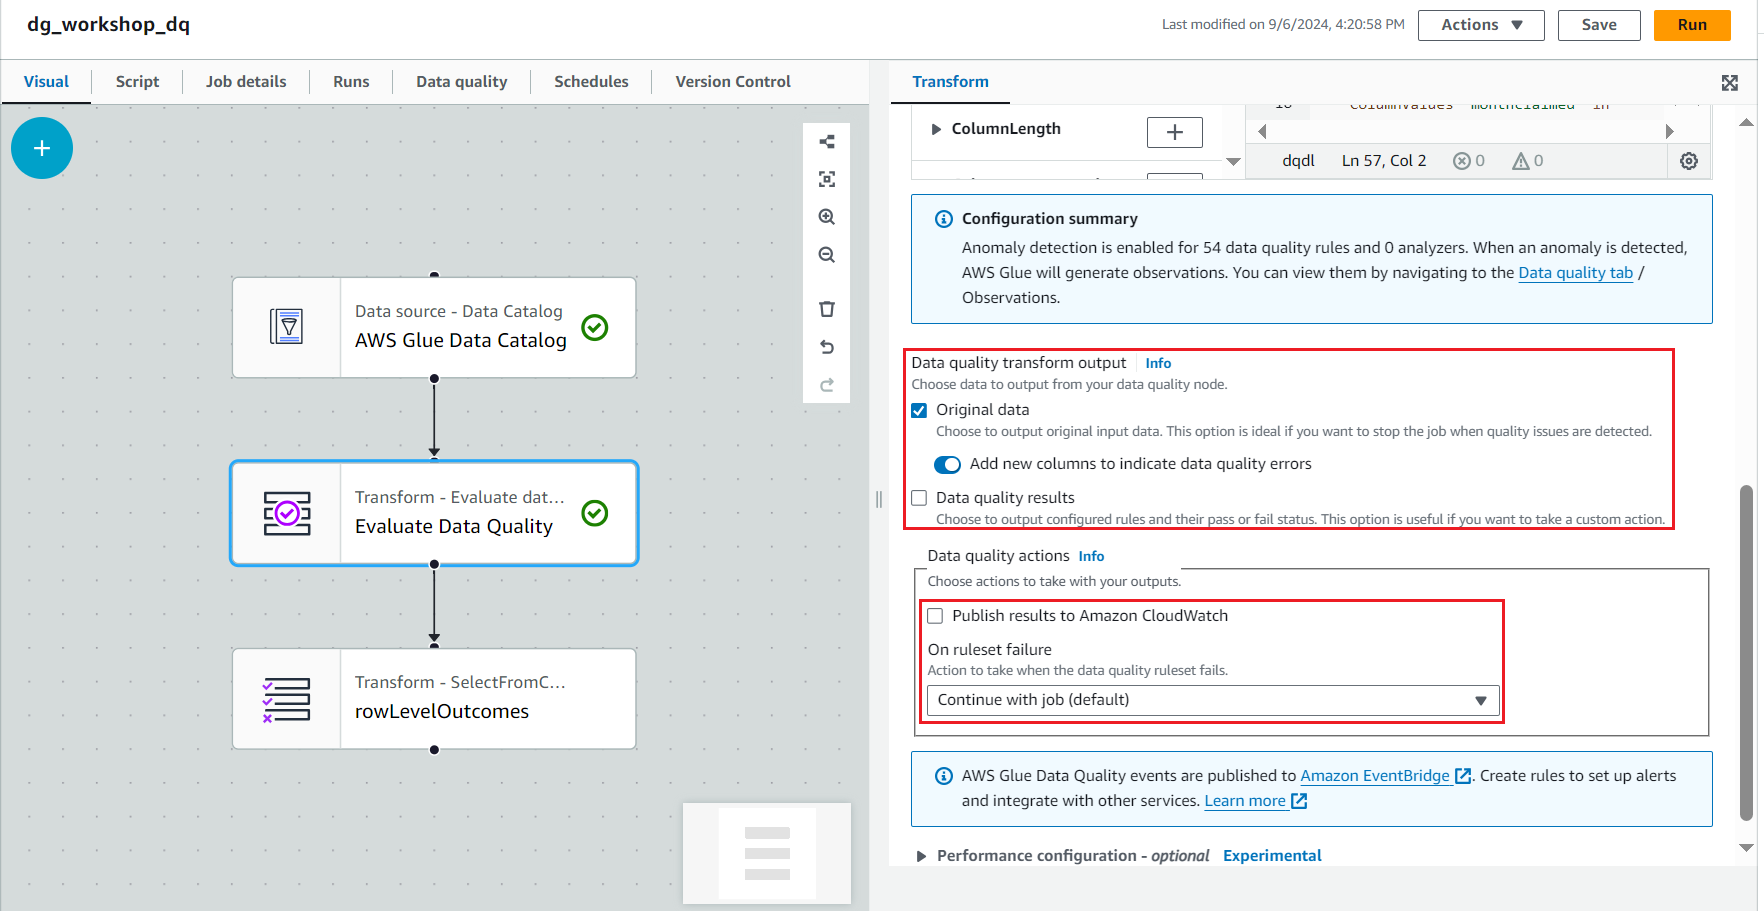 dg_workshop_dq
Last modified on 9/6/2024, 4:20:58 PM
Actions
Save
Run
Visual
Script
Job details
Runs
Data quality
Schedules
Version Control
Data source - Data Catalog
AWS Glue Data Catalog
Transform - Evaluate dat...
Evaluate Data Quality
Transform - SelectFromC...
rowLevelOutcomes
Transform
ColumnLength
dqdl Ln 57, Col 2 0 0
Configuration summary
Anomaly detection is enabled for 54 data quality rules and 0 analyzers. When an anomaly is detected,
AWS Glue will generate observations. You can view them by navigating to the Data quality tab /
Observations.
Data quality transform output Info
Choose data to output from your data quality node.
Original data
Choose to output original input data. This option is ideal if you want to stop the job when quality issues are detected.
Add new columns to indicate data quality errors
Data quality results
Choose to output configured rules and their pass or fail status. This option is useful if you want to take a custom action.
Data quality actions Info
Choose actions to take with your outputs.
Publish results to Amazon CloudWatch
On ruleset failure
Action to take when the data quality ruleset fails.
Continue with job (default)
AWS Glue Data Quality events are published to Amazon EventBridge. Create rules to set up alerts
and integrate with other services. Learn more
Performance configuration - optional Experimental